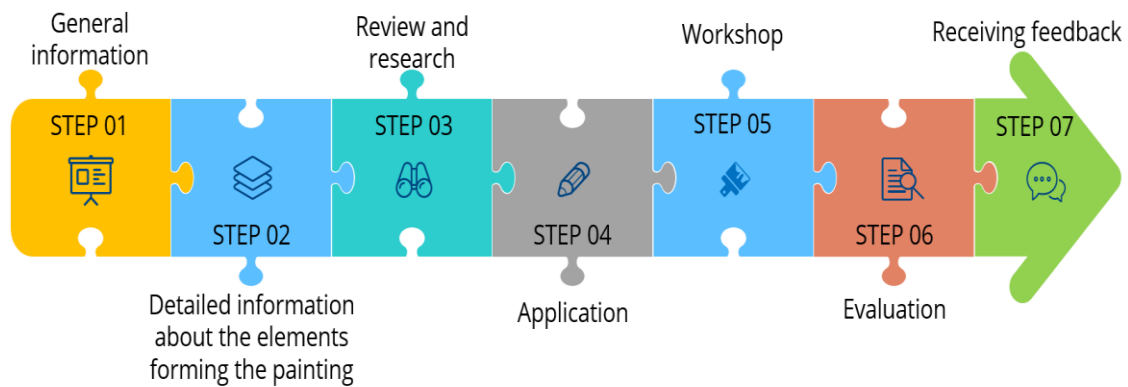 General
information
STEP 01
STEP 02
Detailed information
about the elements
forming the painting
Review and
research
STEP 03
STEP 04
Application
Workshop
STEP 05
STEP 06
Evaluation
Receiving feedback
STEP 07